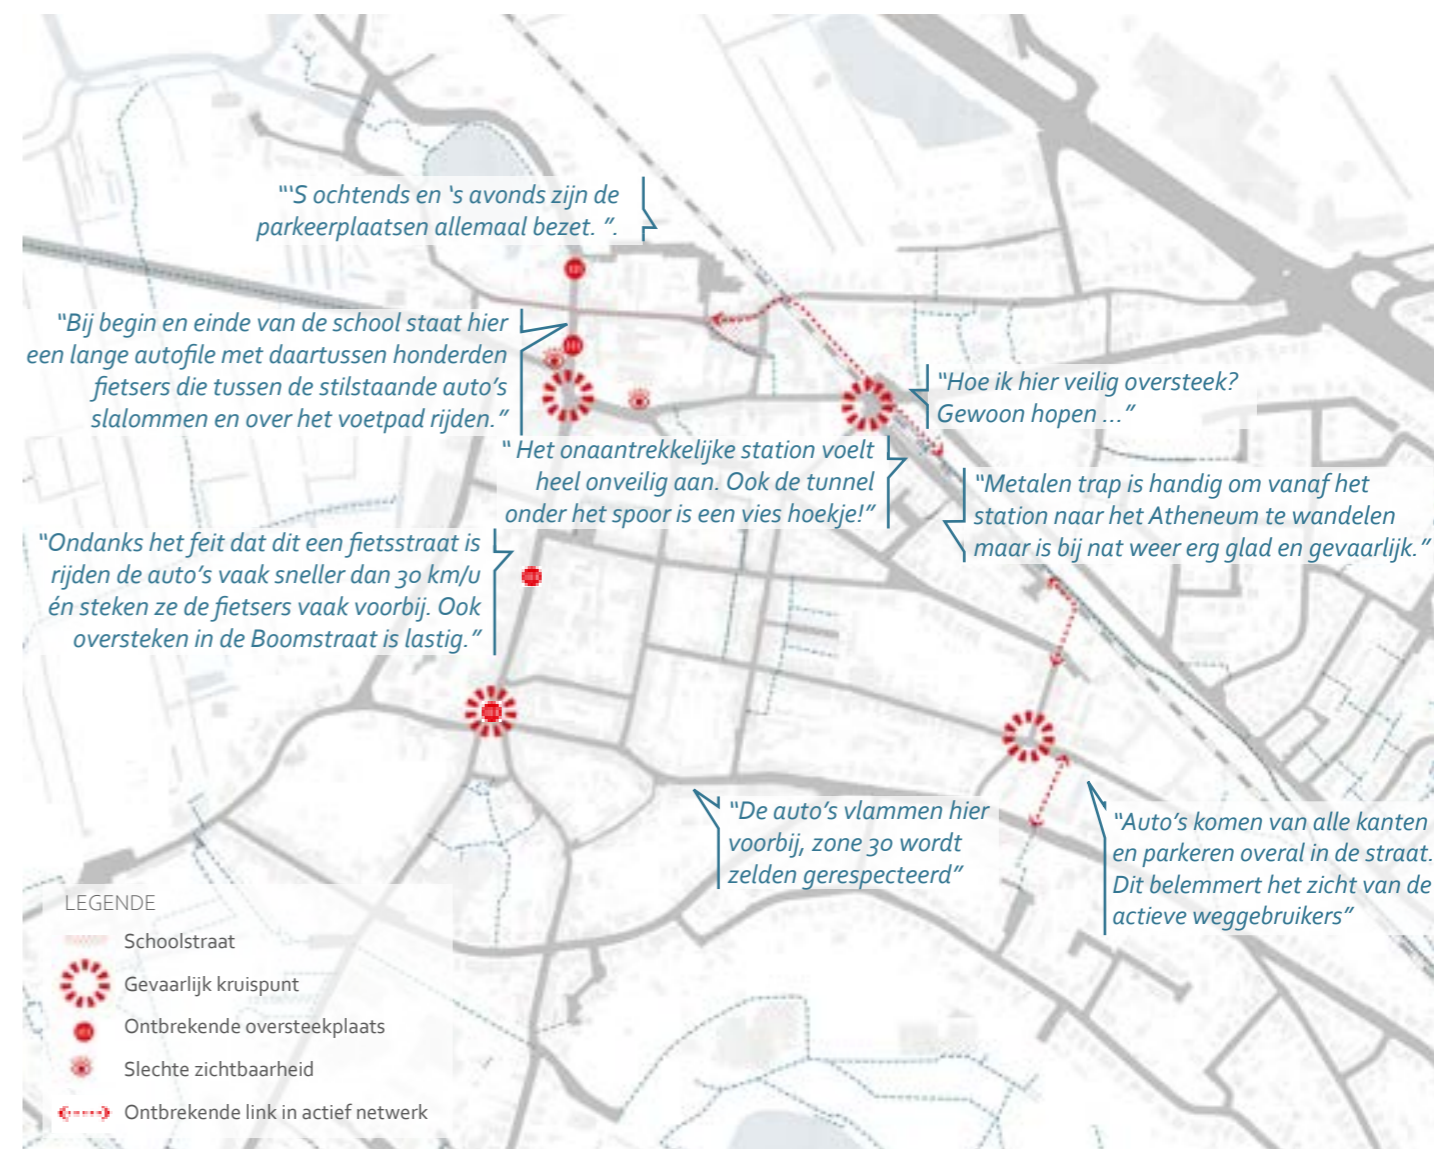 "'S ochtends en 's avonds zijn de
parkeerplaatsen allemaal bezet. ".
"Bij begin en einde van de school staat hier
een lange autofile met daartussen honderden
fietsers die tussen de stilstaande auto's
slalommen en over het voetpad rijden."
"Hoe ik hier veilig oversteek?
Gewoon hopen ..."
" Het onaantrekkelijke station voelt
heel onveilig aan. Ook de tunnel
onder het spoor is een vies hoekje!"
"Metalen trap is handig om vanaf het
station naar het Atheneum te wandelen
maar is bij nat weer erg glad en gevaarlijk."
"Ondanks het feit dat dit een fietsstraat is
rijden de auto's vaak sneller dan 30 km/u
én steken ze de fietsers vaak voorbij. Ook
oversteken in de Boomstraat is lastig."
"De auto's vlammen hier
voorbij, zone 30 wordt
zelden gerespecteerd"
"Auto's komen van alle kanten
en parkeren overal in de straat.
Dit belemmert het zicht van de
actieve weggebruikers"
LEGENDE
Schoolstraat
Gevaarlijk kruispunt
Ontbrekende oversteekplaats
Slechte zichtbaarheid
Ontbrekende link in actief netwerk